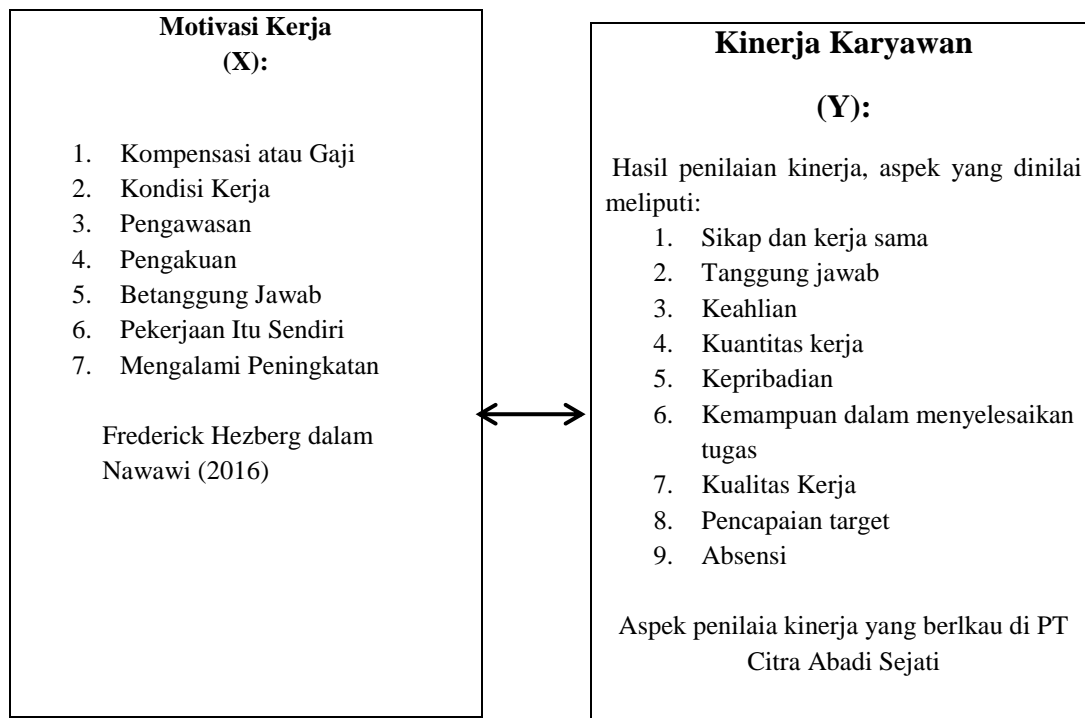 Motivasi Kerja
(X):
1. Kompensasi atau Gaji
2. Kondisi Kerja
3. Pengawasan
4. Pengakuan
5. Betanggung Jawab
6. Pekerjaan Itu Sendiri
7. Mengalami Peningkatan
Frederick Hezberg dalam
Nawawi (2016)
Kinerja Karyawan
(Y):
Hasil penilaian kinerja, aspek yang dinilai
meliputi:
1. Sikap dan kerja sama
2. Tanggung jawab
3. Keahlian
4. Kuantitas kerja
5. Kepribadian
6. Kemampuan dalam menyelesaikan
tugas
7. Kualitas Kerja
8. Pencapaian target
9. Absensi
Aspek penilaia kinerja yang berlkau di PT
Citra Abadi Sejati